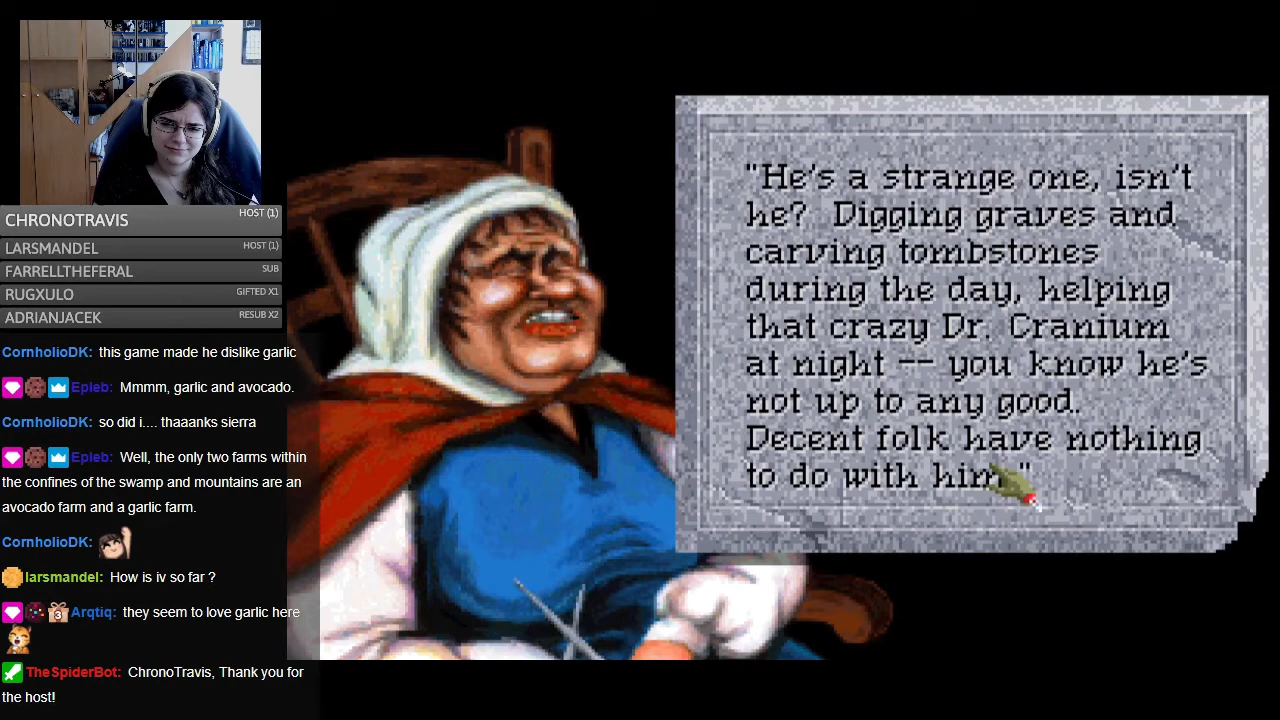 CHRONOTRAVIS HOST (1)
LARSMANDEL HOST (1)
FARRELLTHEFERAL SUB
RUGXULO GIFTED X1
ADRIANJACEK RESUB X2
CornholioDK: this game made he dislike garlic
Epieb: Mmmm, garlic and avocado.
CornholioDK: so did i.... thaaanks sierra
Epieb: Well, the only two farms within
the confines of the swamp and mountains are an
avocado farm and a garlic farm.
CornholioDK:
larsmandel: How is iv so far ?
3 Arqtiq: they seem to love garlic here
TheSpiderBot: ChronoTravis, Thank you for
the host!
"He's a strange one, isn't
he? Digging graves and
carving tombstones
during the day, helping
that crazy Dr. Cranium
at night -- you know he's
not up to any good.
Decent folk have nothing
to do with him."